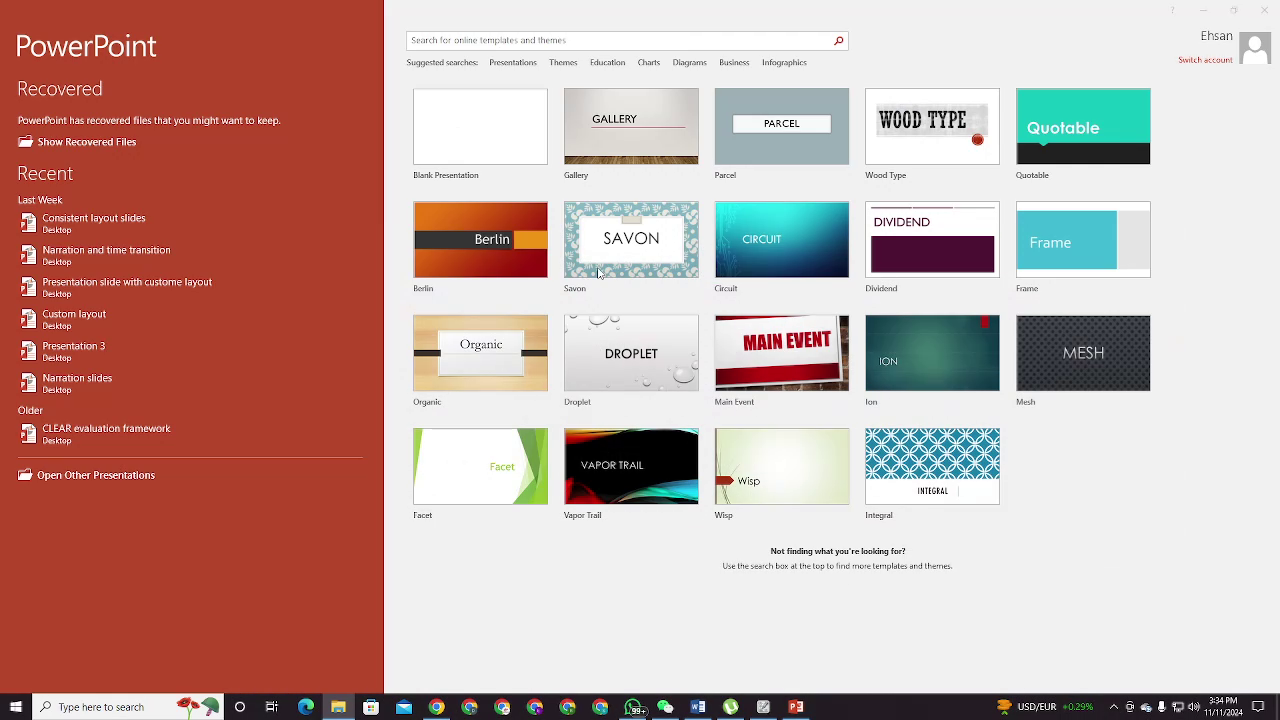 PowerPoint
Recovered
PowerPoint has recovered files that you might want to keep.
Show Recovered Files
Recent
Last Week
Consistent layout slides
Desktop
Narration and time transition
Desktop
Presentation slide with custome layout
Desktop
Custom layout
Desktop
Presentation 3
Desktop
Narration slides
Desktop
Older
CLEAR evaluation framework
Desktop
Open Other Presentations
Search for online templates and themes
Suggested searches: Presentations Themes Education Charts Diagrams Business Infographics
?
Ehsan
Switch account
GALLERY
PARCEL
WOOD TYPE
Quotable
Blank Presentation
Gallery
Parcel
Wood Type
Quotable
Berlin
SAVON
CIRCUIT
DIVIDEND
Frame
Berlin
Savon
Circuit
Dividend
Frame
Organic
DROPLET
MAIN EVENT
ION
MESH
Organic
Droplet
Main Event
Ion
Mesh
Facet
VAPOR TRAIL
Wisp
INTEGRAL
Facet
Vapor Trail
Wisp
Integral
Not finding what you're looking for?
Use the search box at the top to find more templates and themes.
Type here to search
99+
USD/EUR +0.29%
3:34 PM
11/11/2024